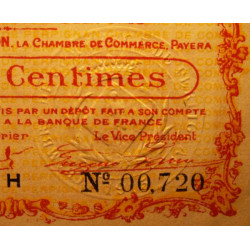 N, LA CHAMBRE DE COMMERCE, PAYERA
Centimes
IS PAR UN DÉPÔT FAIT A SON COMPTE
A LA BANQUE DE FRANCE
rier Le Vice Président
H Nº 00,720